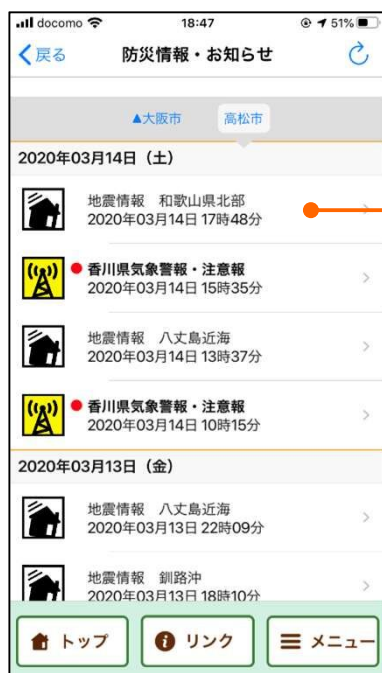 docomo 18:47 51%
戻る 防災情報・お知らせ
▲大阪市 高松市
2020年03月14日（土）
地震情報　和歌山県北部
2020年03月14日 17時48分
香川県気象警報・注意報
2020年03月14日 15時35分
地震情報　八丈島近海
2020年03月14日 13時37分
香川県気象警報・注意報
2020年03月14日 10時15分
2020年03月13日（金）
地震情報　八丈島近海
2020年03月13日 22時09分
地震情報　釧路沖
2020年03月13日 18時10分
トップ リンク メニュー